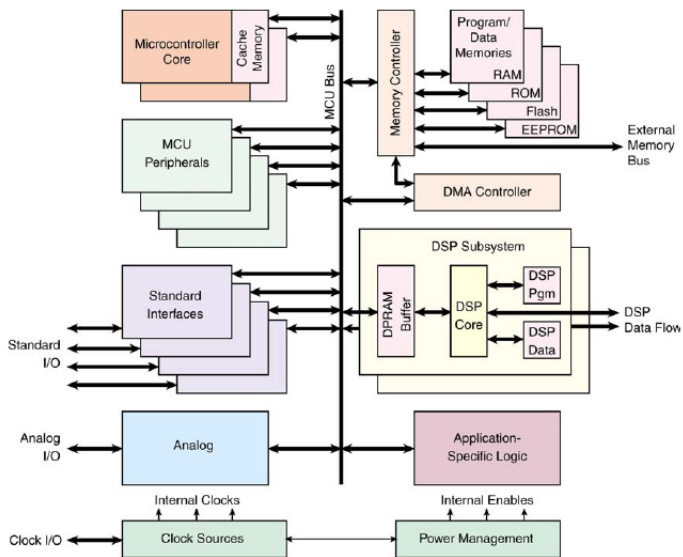 Microcontroller
Core
Cache
Memory
MCU Bus
Memory Controller
Program/
Data
Memories
RAM
ROM
Flash
EEPROM
External
Memory
Bus
MCU
Peripherals
DMA Controller
DSP Subsystem
Standard
Interfaces
DPRAM
Buffer
DSP
Core
DSP
Pgm
DSP
Data
DSP
Data Flow
Standard
I/O
Analog
I/O
Analog
Application-
Specific Logic
Internal Clocks
Internal Enables
Clock I/O
Clock Sources
Power Management